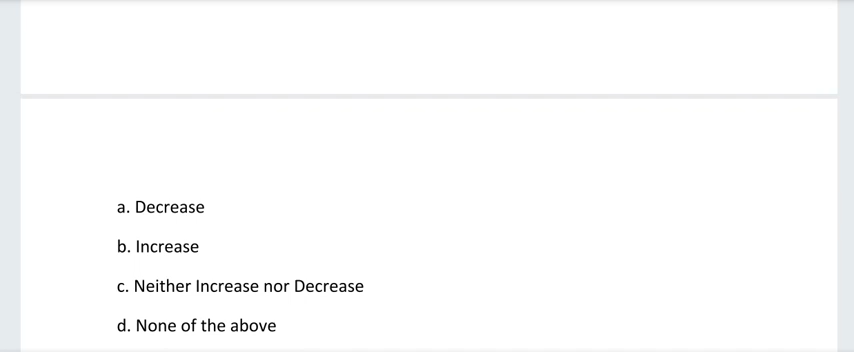 a. Decrease
b. Increase
c. Neither Increase nor Decrease
d. None of the above